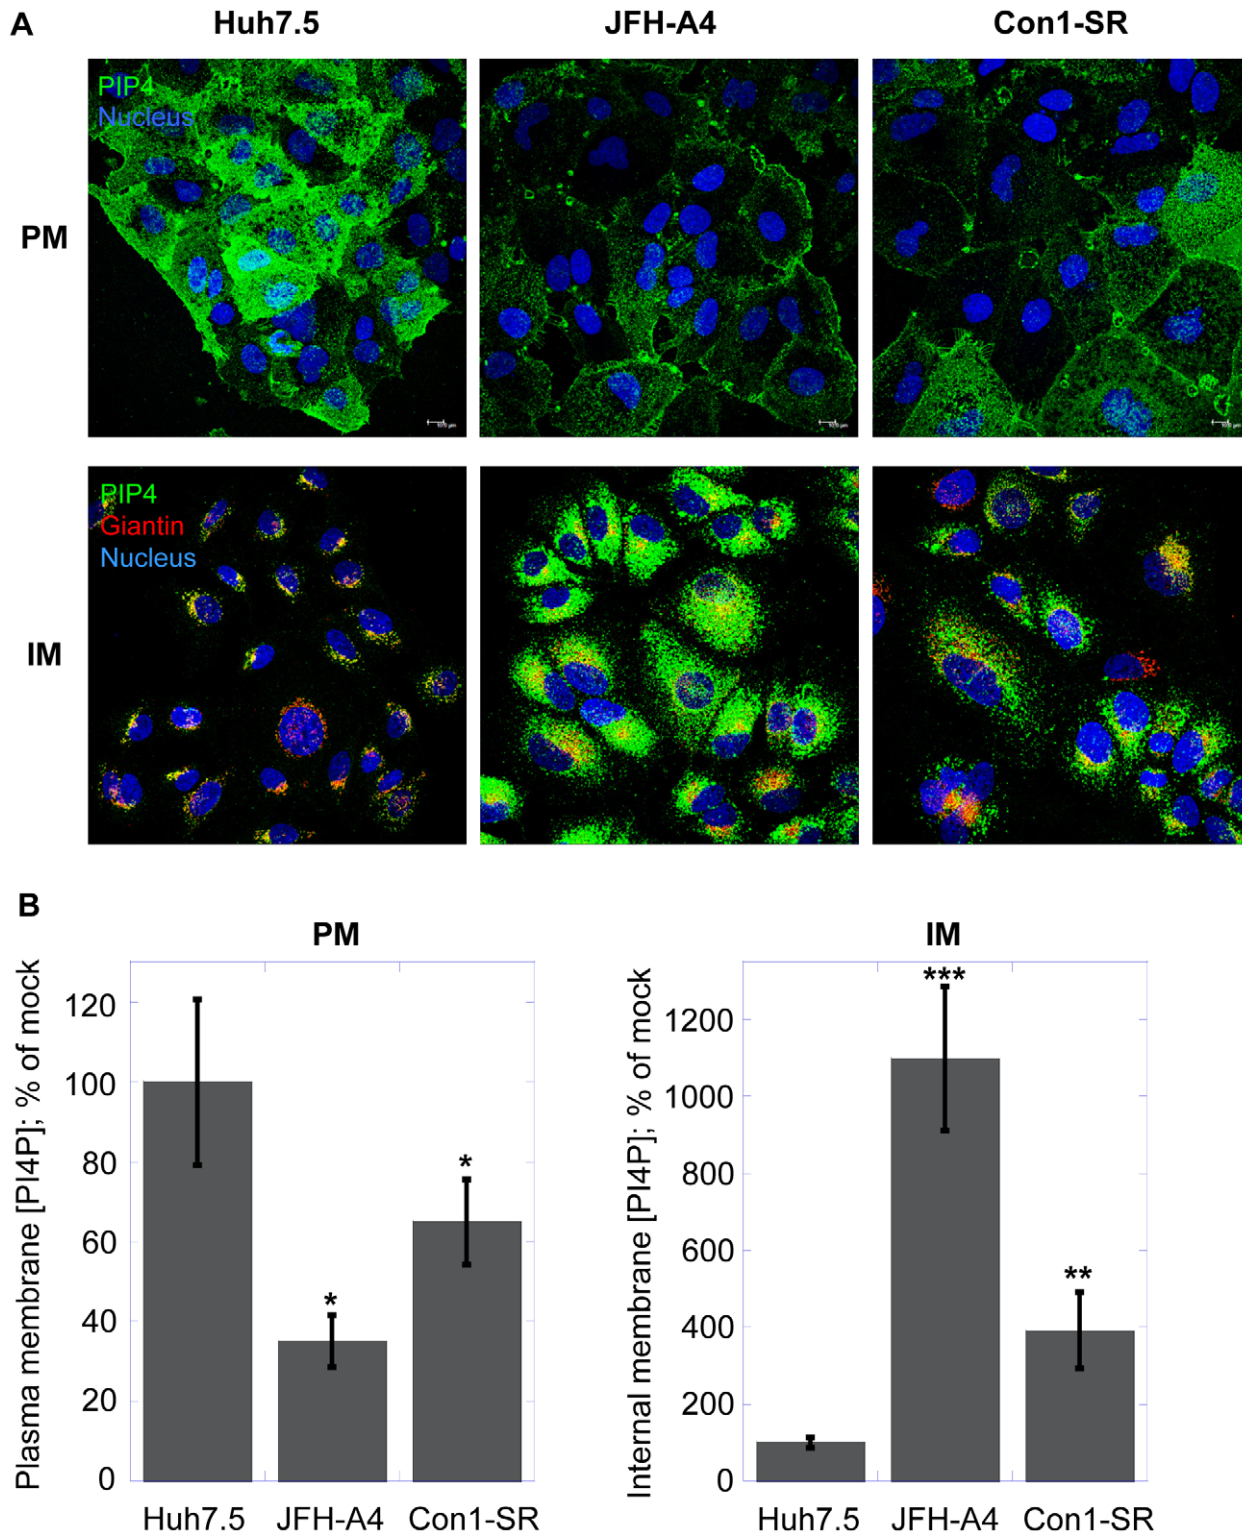 A
Huh7.5 JFH-A4 Con1-SR
PM
PIP4
Nucleus
IM
PIP4
Giantin
Nucleus
B
PM
Plasma membrane [PI4P]; % of mock
120
100
80
60
40
20
0
*
*
Huh7.5 JFH-A4 Con1-SR
IM
Internal membrane [PI4P]; % of mock
1200
1000
800
600
400
200
0
***
**
Huh7.5 JFH-A4 Con1-SR